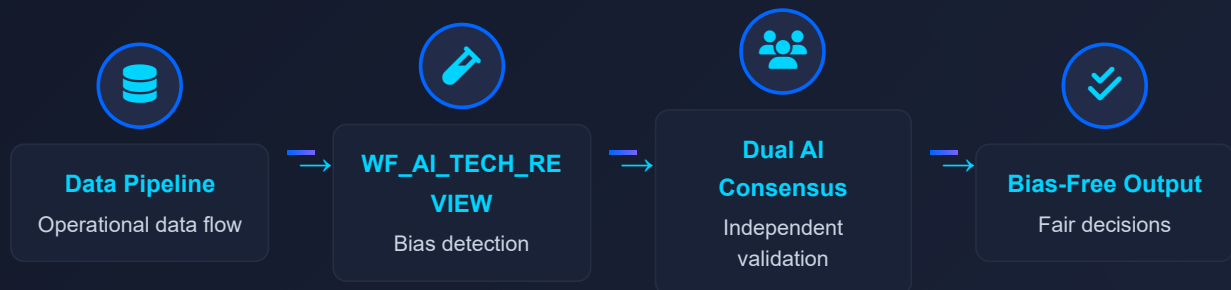 Data Pipeline
Operational data flow
WF_AI_TECH_RE
VIEW
Bias detection
Dual AI
Consensus
Independent
validation
Bias-Free Output
Fair decisions